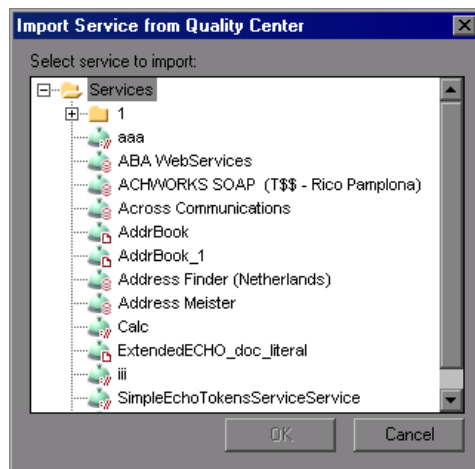 Import Service from Quality Center
Select service to import:
Services
1
aaa
ABA WebServices
ACHWORKS SOAP (T$$ - Rico Pamplona)
Across Communications
AddrBook
AddrBook_1
Address Finder (Netherlands)
Address Meister
Calc
ExtendedECHO_doc_literal
iii
SimpleEchoTokensServiceService
OK
Cancel